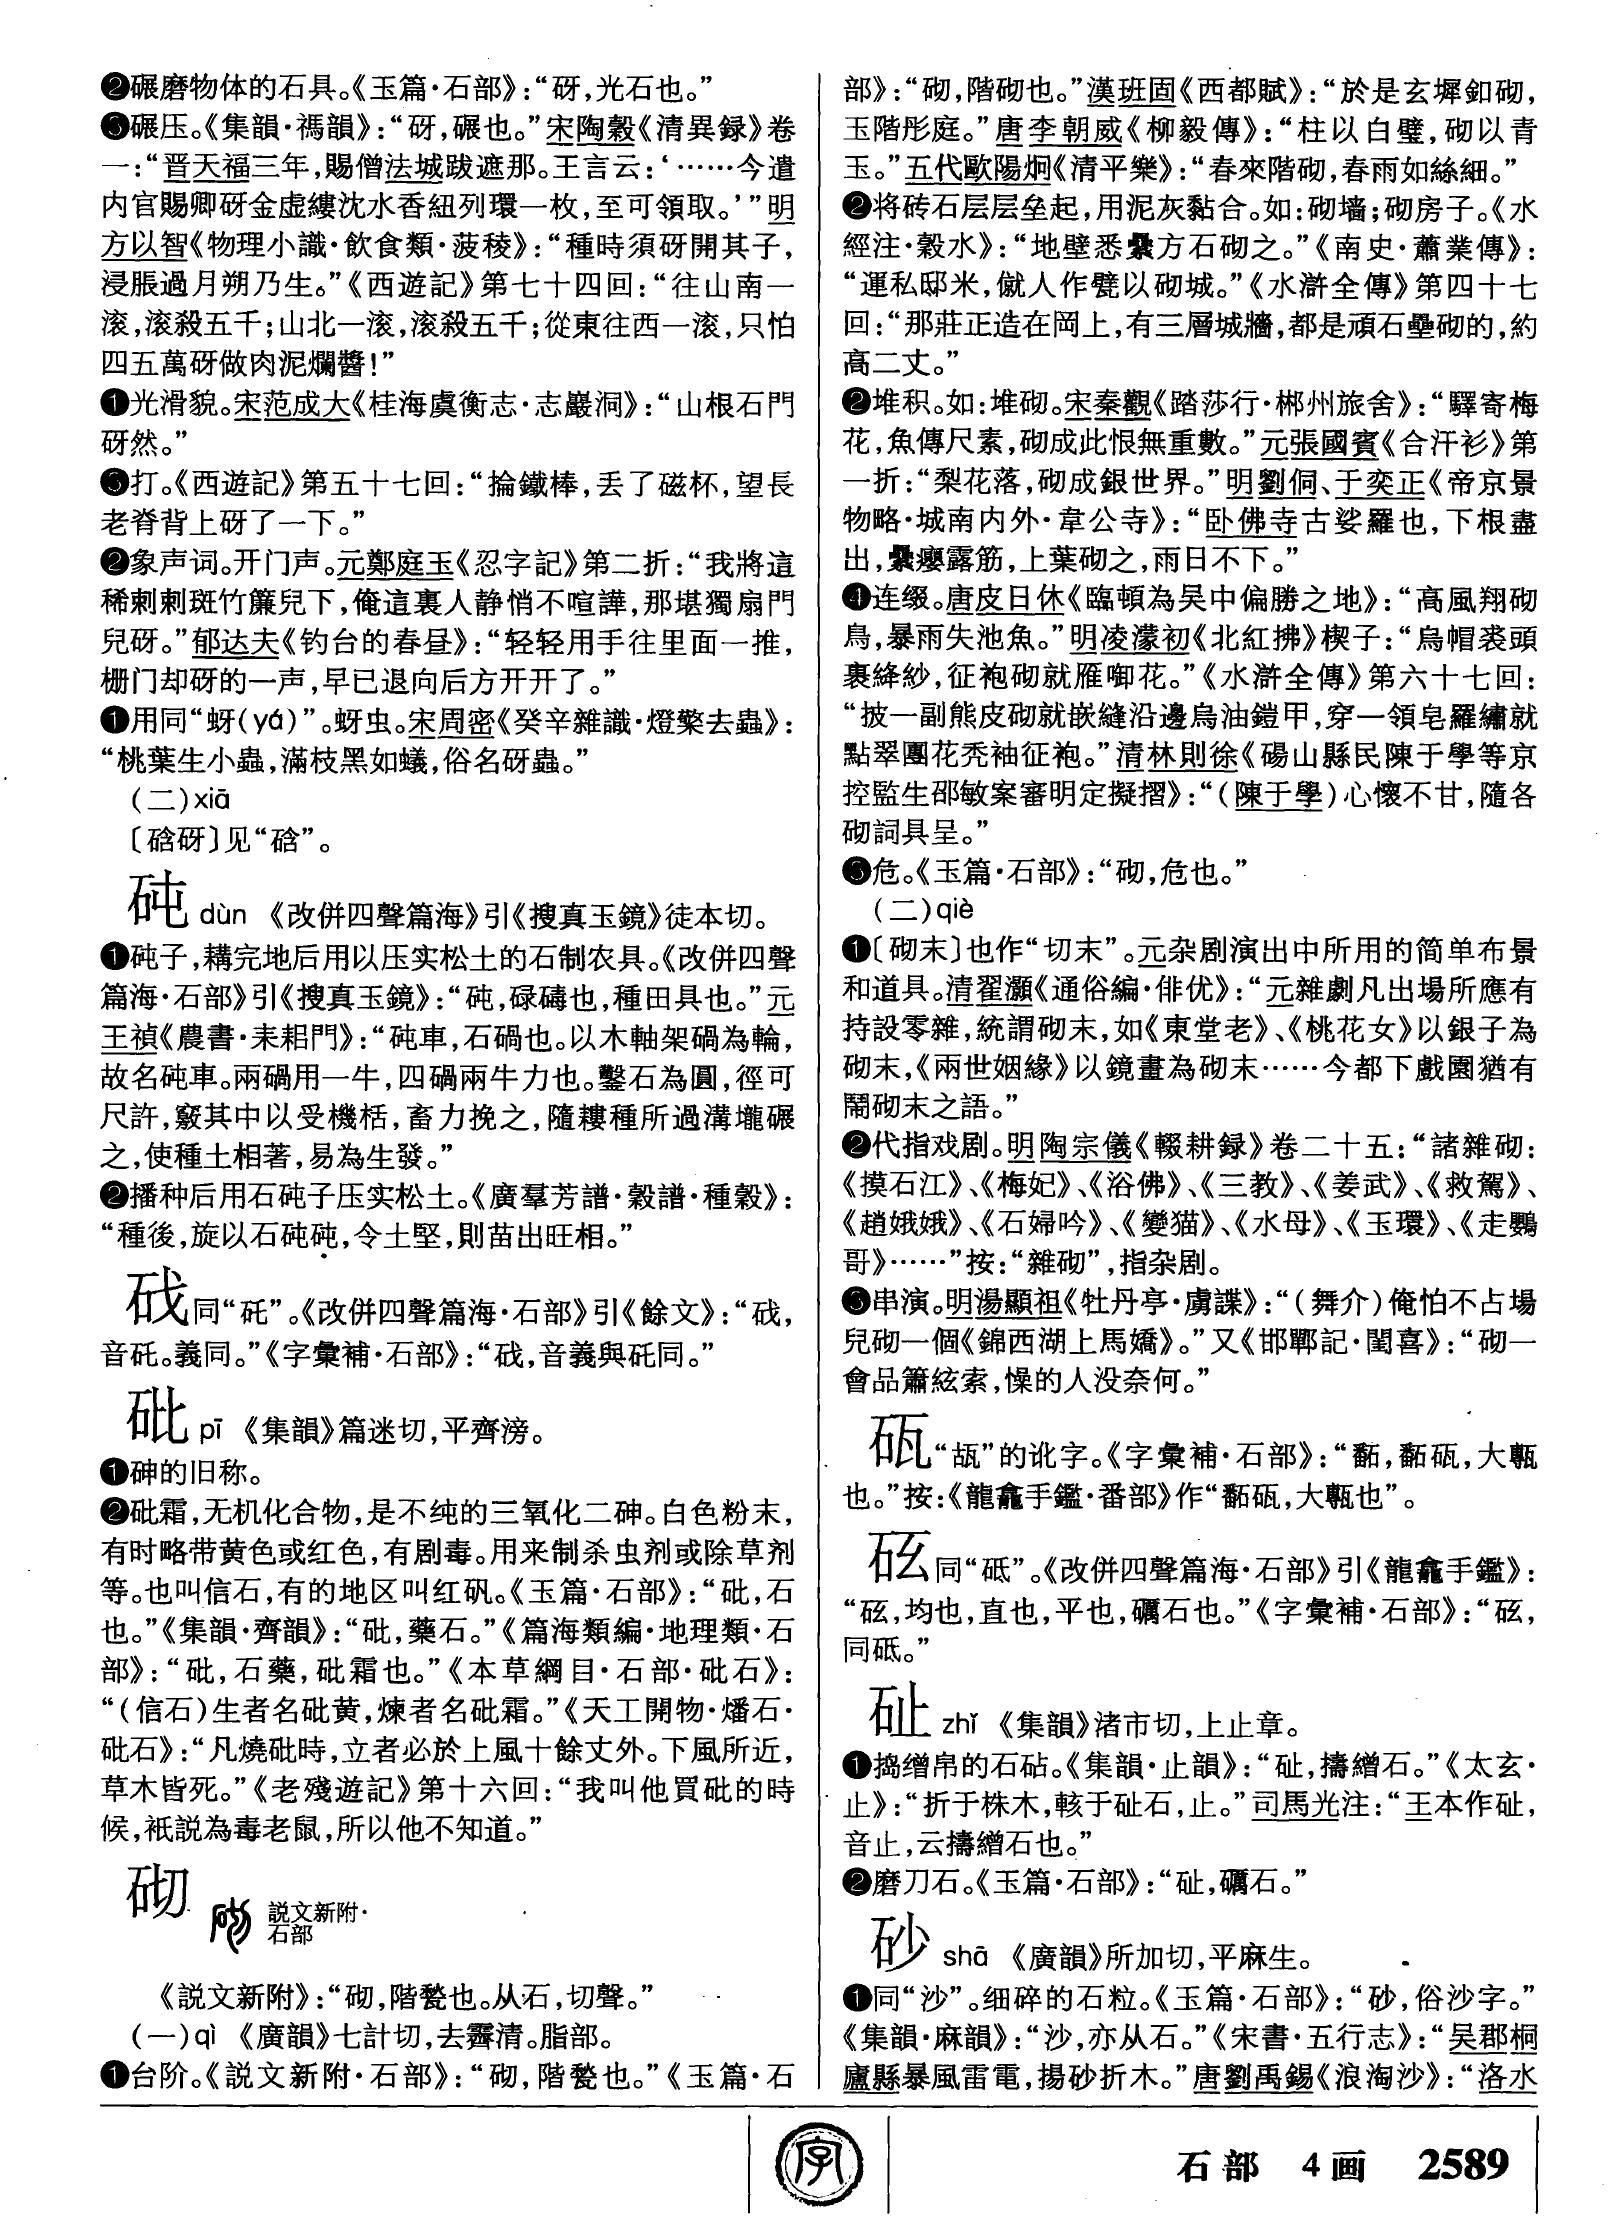 ❷碾磨物体的石具。《玉篇·石部》：“砑，光石也。”
❸碾压。《集韻·禡韻》：“砑，碾也。”宋陶穀《清異録》卷
一：“晋天福三年，賜僧法城跋遮那。王言云：‘……今遣
内官賜卿砑金虚縷沈水香紐列環一枚，至可領取。’”明
方以智《物理小識·飲食類·菠稜》：“種時須砑開其子，
浸脹過月朔乃生。”《西遊記》第七十四回：“往山南一
滚，滚殺五千；山北一滚，滚殺五千；從東往西一滚，只怕
四五萬砑做肉泥爛醬！”
❶光滑貌。宋范成大《桂海虞衡志·志巖洞》：“山根石門
砑然。”
❸打。《西遊記》第五十七回：“掄鐵棒，丢了磁杯，望長
老脊背上砑了一下。”
❷象声词。开门声。元鄭庭玉《忍字記》第二折：“我將這
稀剌剌斑竹簾兒下，俺這裏人静悄不喧譁，那堪獨扇門
兒砑。”郁达夫《钓台的春昼》：“轻轻用手往里面一推，
栅门却砑的一声，早已退向后方开开了。”
❶用同“蚜（yá）”。蚜虫。宋周密《癸辛雜識·燈檠去蟲》：
“桃葉生小蟲，滿枝黑如蟻，俗名砑蟲。”
（二）xiā
〔硆砑〕见“硆”。
砘 dùn 《改併四聲篇海》引《搜真玉鏡》徒本切。
❶砘子，耩完地后用以压实松土的石制农具。《改併四聲
篇海·石部》引《搜真玉鏡》：“砘，碌碡也，種田具也。”元
王禎《農書·耒耜門》：“砘車，石碢也。以木軸架碢為輪，
故名砘車。兩碢用一牛，四碢兩牛力也。鑿石為圓，徑可
尺許，竅其中以受機栝，畜力挽之，隨耬種所過溝壠碾
之，使種土相著，易為生發。”
❷播种后用石砘子压实松土。《廣羣芳譜·穀譜·種穀》：
“種後，旋以石砘砘，令土堅，則苗出旺相。”
䂝同“矺”。《改併四聲篇海·石部》引《餘文》：“䂝，
音矺。義同。”《字彙補·石部》：“䂝，音義與矺同。”
砒 pī 《集韻》篇迷切，平齊滂。
❶砷的旧称。
❷砒霜，无机化合物，是不纯的三氧化二砷。白色粉末，
有时略带黄色或红色，有剧毒。用来制杀虫剂或除草剂
等。也叫信石，有的地区叫红矾。《玉篇·石部》：“砒，石
也。”《集韻·齊韻》：“砒，藥石。”《篇海類編·地理類·石
部》：“砒，石藥，砒霜也。”《本草綱目·石部·砒石》：
“（信石）生者名砒黄，煉者名砒霜。”《天工開物·燔石·
砒石》：“凡燒砒時，立者必於上風十餘丈外。下風所近，
草木皆死。”《老殘遊記》第十六回：“我叫他買砒的時
候，衹説為毒老鼠，所以他不知道。”
砌 説文新附·
石部
《説文新附》：“砌，階甃也。从石，切聲。”
（一）qì 《廣韻》七計切，去霽清。脂部。
❶台阶。《説文新附·石部》：“砌，階甃也。”《玉篇·石
部》：“砌，階砌也。”漢班固《西都賦》：“於是玄墀釦砌，
玉階彤庭。”唐李朝威《柳毅傳》：“柱以白璧，砌以青
玉。”五代歐陽炯《清平樂》：“春來階砌，春雨如絲細。”
❷将砖石层层垒起，用泥灰黏合。如：砌墙；砌房子。《水
經注·穀水》：“地壁悉纍方石砌之。”《南史·蕭業傳》：
“運私邸米，僦人作甓以砌城。”《水滸全傳》第四十七
回：“那莊正造在岡上，有三層城牆，都是頑石壘砌的，約
高二丈。”
❷堆积。如：堆砌。宋秦觀《踏莎行·郴州旅舍》：“驛寄梅
花，魚傳尺素，砌成此恨無重數。”元張國賓《合汗衫》第
一折：“梨花落，砌成銀世界。”明劉侗、于奕正《帝京景
物略·城南内外·韋公寺》：“卧佛寺古娑羅也，下根盡
出，纍癭露筋，上葉砌之，雨日不下。”
❹连缀。唐皮日休《臨頓為吴中偏勝之地》：“高風翔砌
鳥，暴雨失池魚。”明凌濛初《北紅拂》楔子：“烏帽裘頭
裹絳紗，征袍砌就雁啣花。”《水滸全傳》第六十七回：
“披一副熊皮砌就嵌縫沿邊烏油鎧甲，穿一領皂羅繡就
點翠團花秃袖征袍。”清林則徐《碭山縣民陳于學等京
控監生邵敏案審明定擬摺》：“（陳于學）心懷不甘，隨各
砌詞具呈。”
❸危。《玉篇·石部》：“砌，危也。”
（二）qiè
❶〔砌末〕也作“切末”。元杂剧演出中所用的简单布景
和道具。清翟灝《通俗編·俳优》：“元雜劇凡出場所應有
持設零雜，統謂砌末，如《東堂老》、《桃花女》以銀子為
砌末，《兩世姻緣》以鏡畫為砌末……今都下戲園猶有
鬧砌末之語。”
❷代指戏剧。明陶宗儀《輟耕録》卷二十五：“諸雜砌：
《摸石江》、《梅妃》、《浴佛》、《三教》、《姜武》、《救駕》、
《趙娥娥》、《石婦吟》、《變猫》、《水母》、《玉環》、《走鸚
哥》……”按：“雜砌”，指杂剧。
❸串演。明湯顯祖《牡丹亭·虜諜》：“（舞介）俺怕不占場
兒砌一個《錦西湖上馬嬌》。”又《邯鄲記·閨喜》：“砌一
會品簫絃索，懆的人没奈何。”
砙“瓳”的讹字。《字彙補·石部》：“㽽，㽽砙，大甎
也。”按：《龍龕手鑑·番部》作“㽽砙，大甎也”。
砇同“砥”。《改併四聲篇海·石部》引《龍龕手鑑》：
“砇，均也，直也，平也，礪石也。”《字彙補·石部》：“砇，
同砥。”
砋 zhǐ 《集韻》渚市切，上止章。
❶捣缯帛的石砧。《集韻·止韻》：“砋，擣繒石。”《太玄·
止》：“折于株木，輆于砋石，止。”司馬光注：“王本作砋，
音止，云擣繒石也。”
❷磨刀石。《玉篇·石部》：“砋，礪石。”
砂 shā 《廣韻》所加切，平麻生。
❶同“沙”。细碎的石粒。《玉篇·石部》：“砂，俗沙字。”
《集韻·麻韻》：“沙，亦从石。”《宋書·五行志》：“吴郡桐
廬縣暴風雷電，揚砂折木。”唐劉禹錫《浪淘沙》：“洛水
字
石部 4画 2589